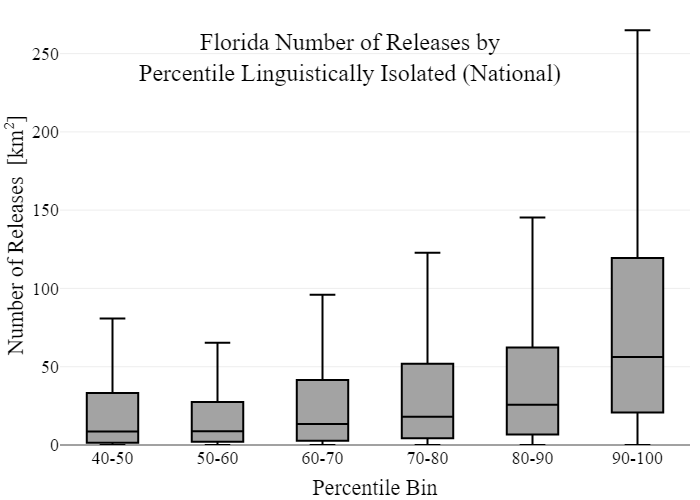 Florida Number of Releases by
Percentile Linguistically Isolated (National)
Number of Releases [km²]
250
200
150
100
50
0
40-50 50-60 60-70 70-80 80-90 90-100
Percentile Bin